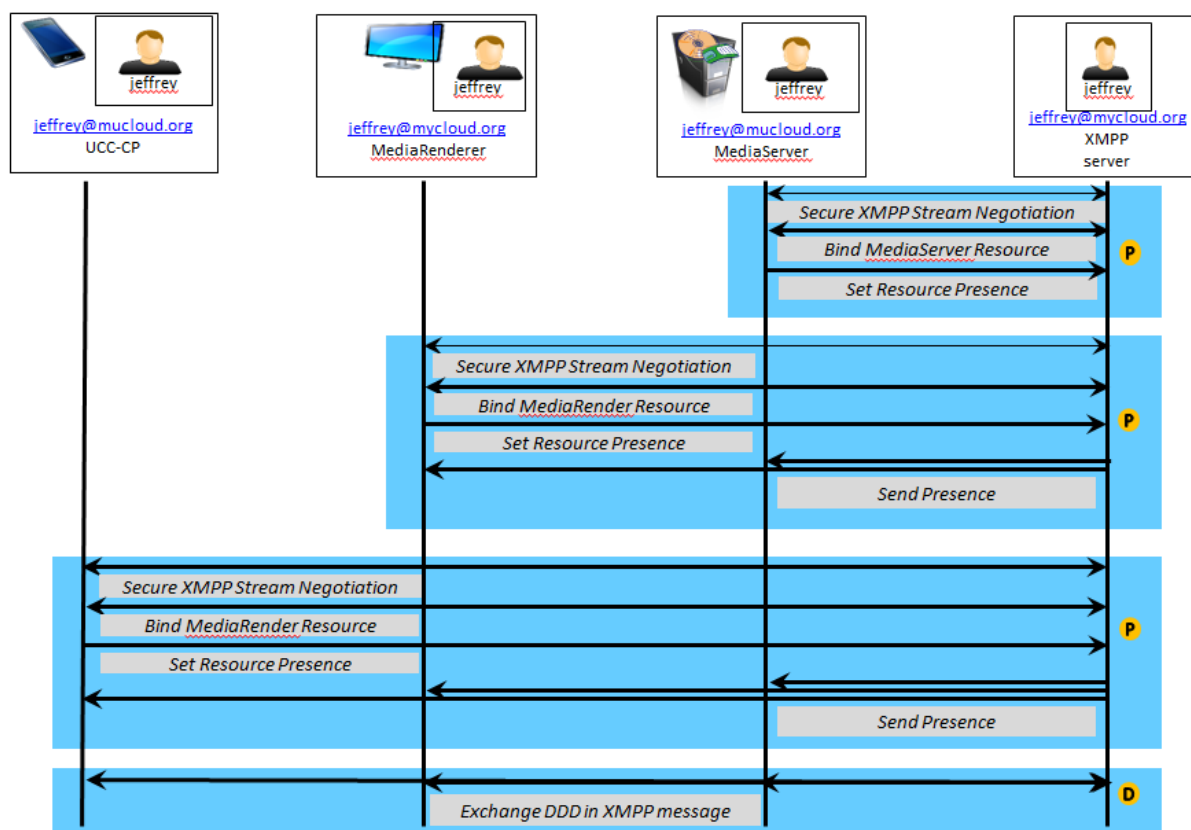 jeffrey
jeffrey@mucloud.org
UCC-CP
jeffrey
jeffrey@mycloud.org
MediaRenderer
jeffrey
jeffrey@mucloud.org
MediaServer
jeffrey
jeffrey@mycloud.org
XMPP
server
Secure XMPP Stream Negotiation
Bind MediaServer Resource
P
Set Resource Presence
Secure XMPP Stream Negotiation
Bind MediaRender Resource
P
Set Resource Presence
Send Presence
Secure XMPP Stream Negotiation
Bind MediaRender Resource
P
Set Resource Presence
Send Presence
D
Exchange DDD in XMPP message